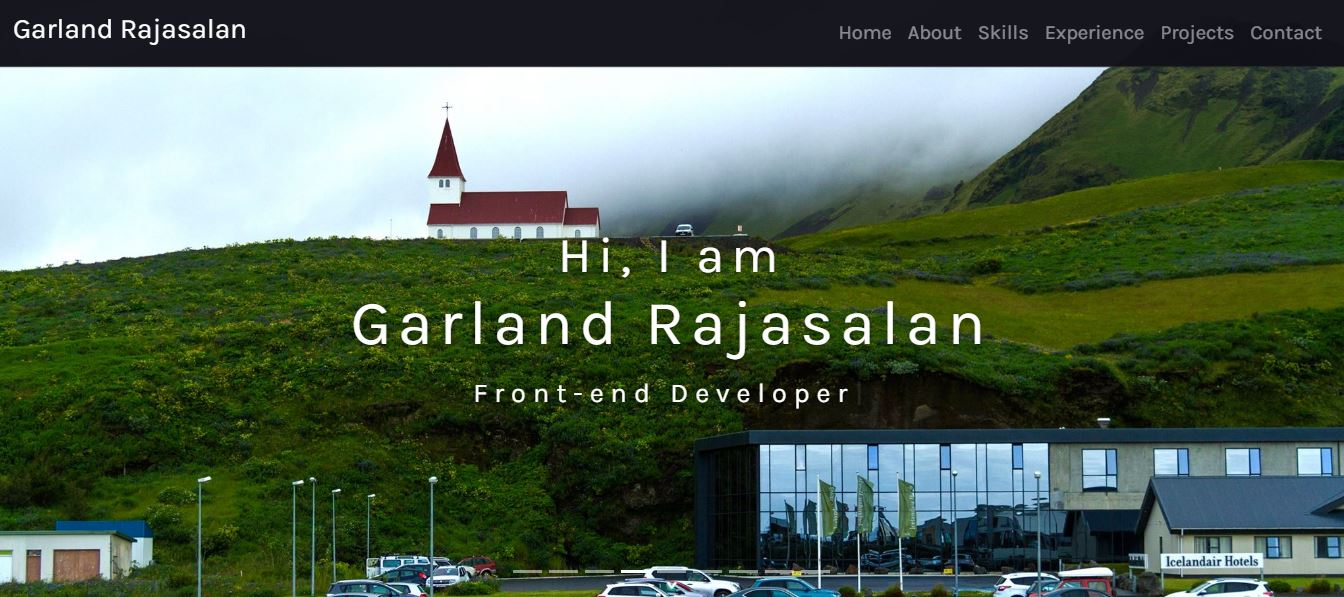 Garland Rajasalan
Home About Skills Experience Projects Contact
Hi, I am
Garland Rajasalan
Front-end Developer
Icelandair Hotels